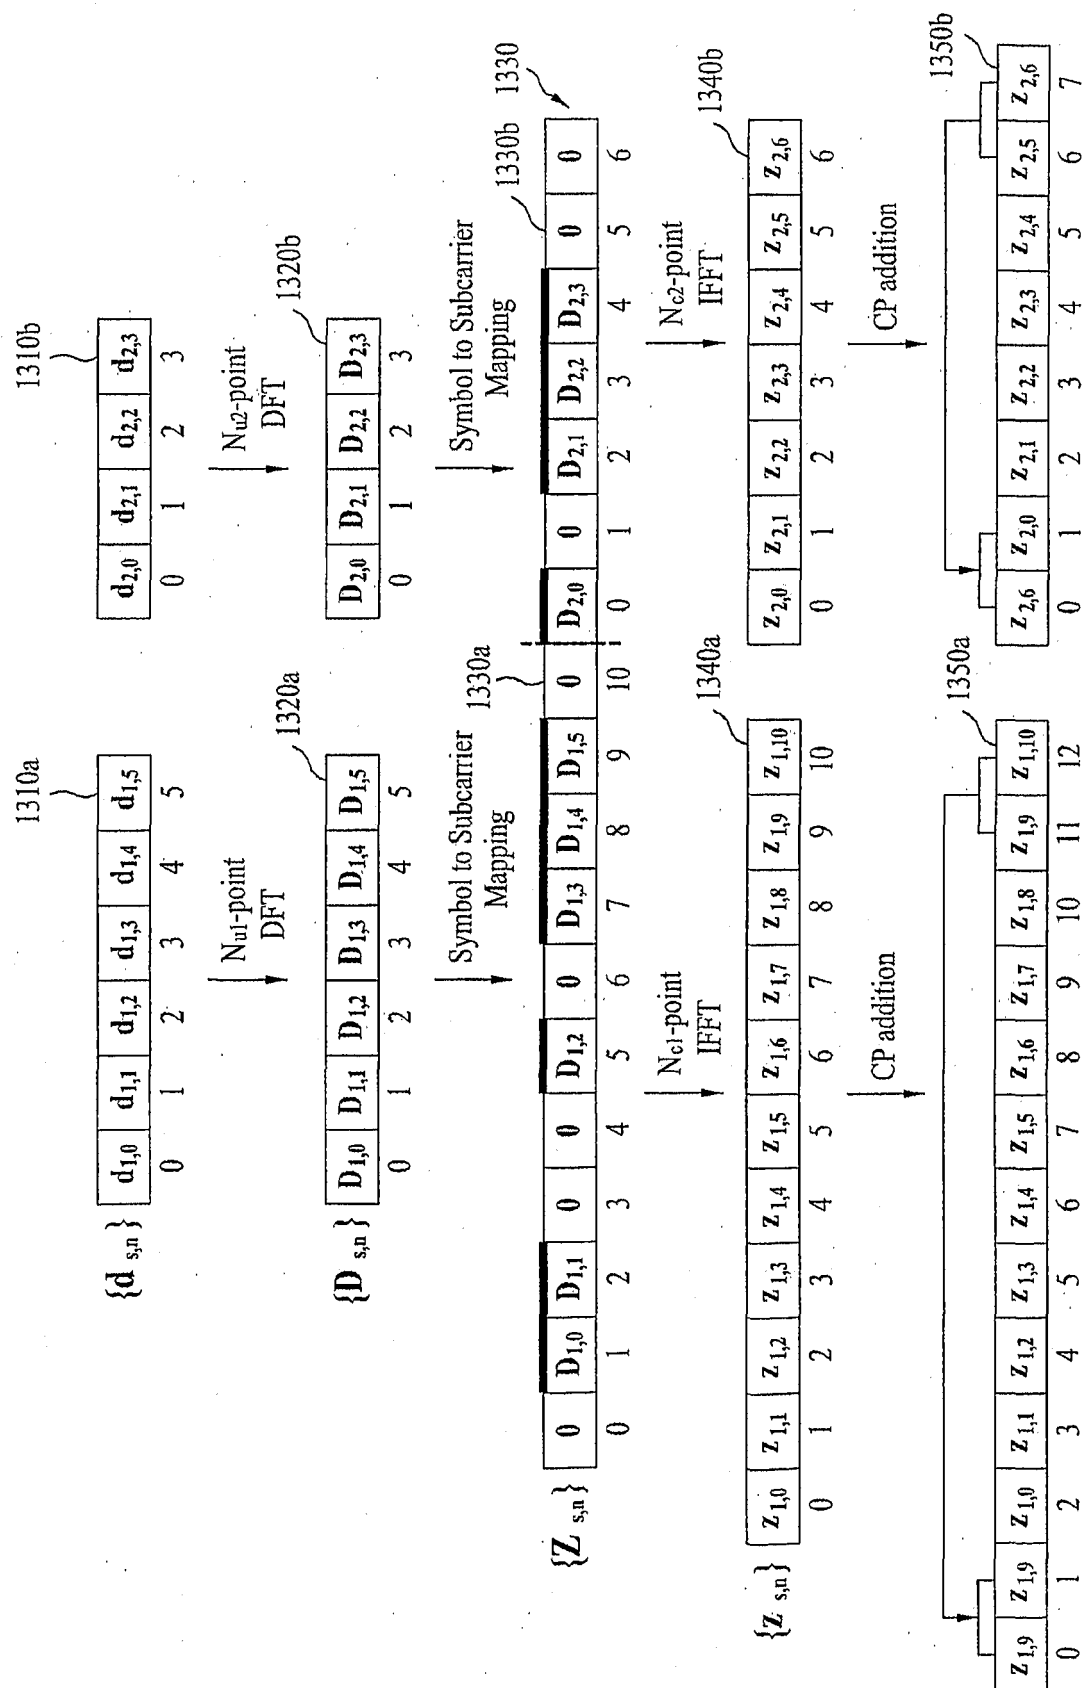 1310a
1310b
{d s,n}
d1,0 d1,1 d1,2 d1,3 d1,4 d1,5
d2,0 d2,1 d2,2 d2,3
0 1 2 3 4 5
0 1 2 3
Nu1-point
DFT
Nu2-point
DFT
1320a
1320b
{D s,n}
D1,0 D1,1 D1,2 D1,3 D1,4 D1,5
D2,0 D2,1 D2,2 D2,3
0 1 2 3 4 5
0 1 2 3
Symbol to Subcarrier
Mapping
Symbol to Subcarrier
Mapping
1330a
1330b
1330
{Z s,n}
0 D1,0 D1,1 0 0 D1,2 0 D1,3 D1,4 D1,5 0 D2,0 0 D2,1 D2,2 D2,3 0 0
0 1 2 3 4 5 6 7 8 9 10 0 1 2 3 4 5 6
Nc1-point
IFFT
Nc2-point
IFFT
1340a
1340b
{z s,n}
z1,0 z1,1 z1,2 z1,3 z1,4 z1,5 z1,6 z1,7 z1,8 z1,9 z1,10
z2,0 z2,1 z2,2 z2,3 z2,4 z2,5 z2,6
0 1 2 3 4 5 6 7 8 9 10
0 1 2 3 4 5 6
CP addition
CP addition
1350a
1350b
z1,9 z1,9 z1,0 z1,1 z1,2 z1,3 z1,4 z1,5 z1,6 z1,7 z1,8 z1,9 z1,10
z2,6 z2,0 z2,1 z2,2 z2,3 z2,4 z2,5 z2,6
0 1 2 3 4 5 6 7 8 9 10 11 12
0 1 2 3 4 5 6 7